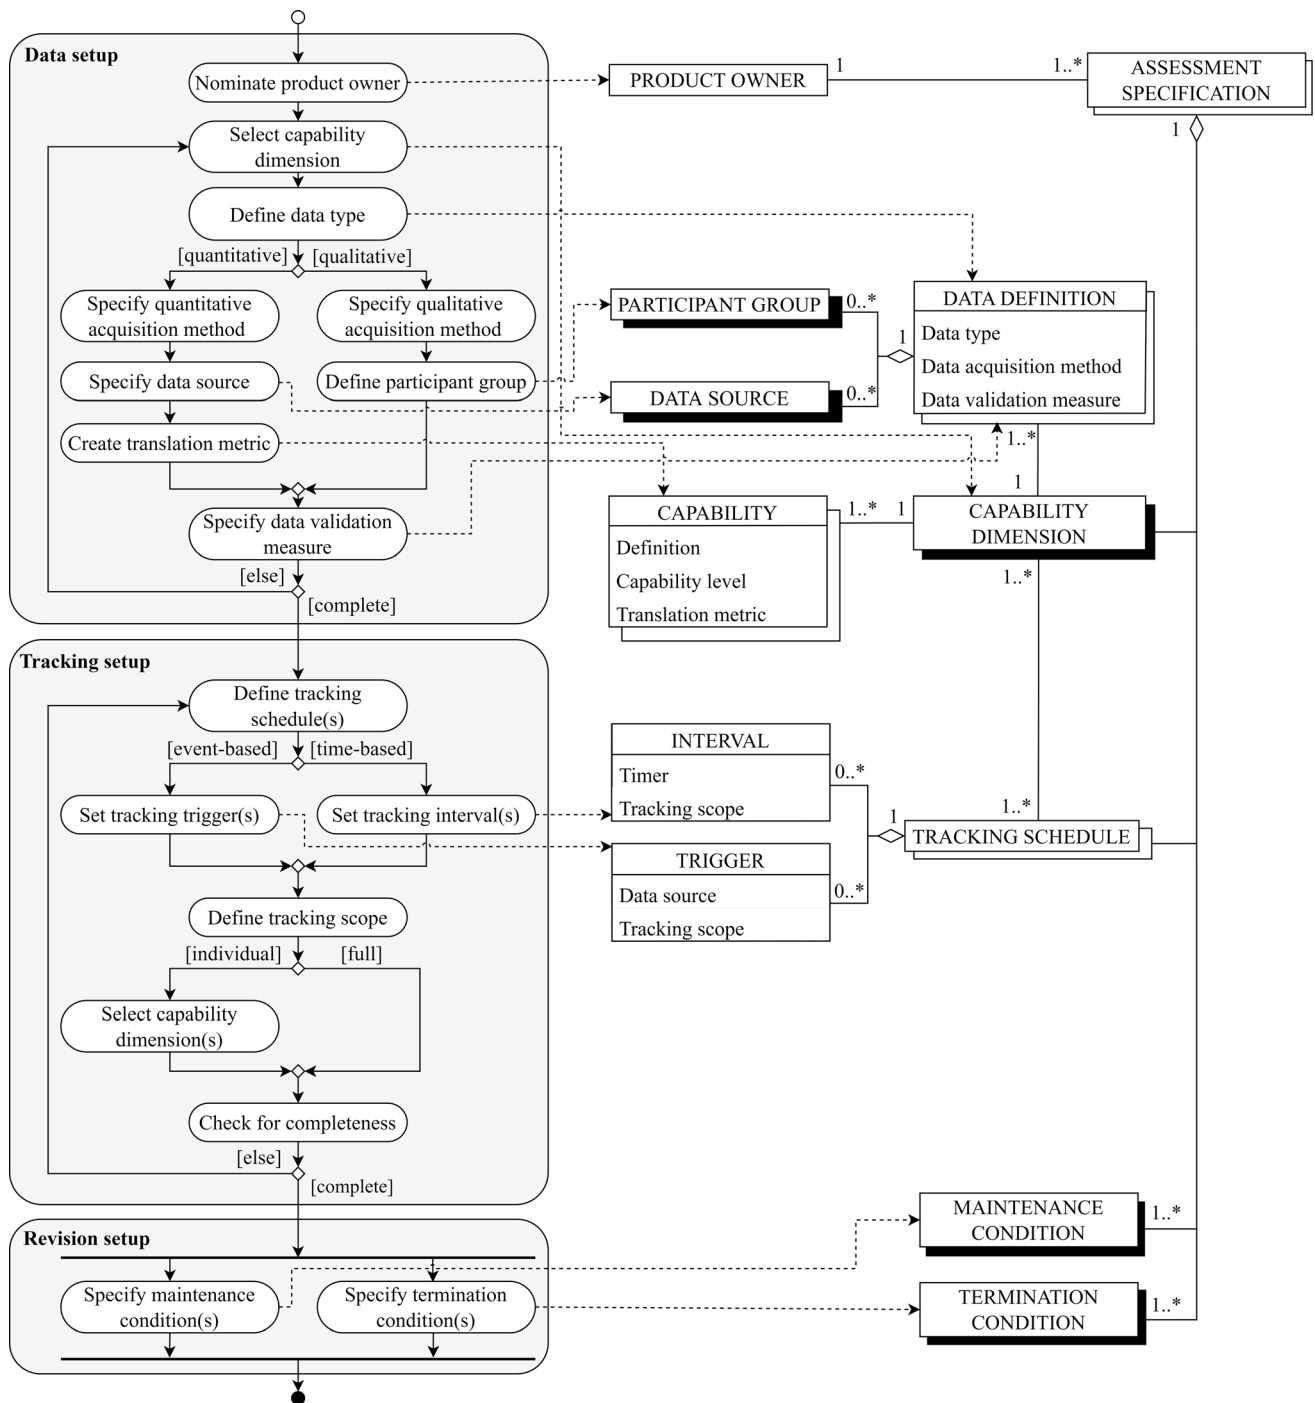 Data setup
Nominate product owner
Select capability
dimension
Define data type
[quantitative]
[qualitative]
Specify quantitative
acquisition method
Specify qualitative
acquisition method
Specify data source
Define participant group
Create translation metric
Specify data validation
measure
[else]
[complete]
Tracking setup
Define tracking
schedule(s)
[event-based]
[time-based]
Set tracking trigger(s)
Set tracking interval(s)
Define tracking scope
[individual]
[full]
Select capability
dimension(s)
Check for completeness
[else]
[complete]
Revision setup
Specify maintenance
condition(s)
Specify termination
condition(s)
PRODUCT OWNER
1
1..*
ASSESSMENT
SPECIFICATION
1
PARTICIPANT GROUP
0..*
DATA SOURCE
0..*
1
DATA DEFINITION
Data type
Data acquisition method
Data validation measure
1..*
1
CAPABILITY
Definition
Capability level
Translation metric
1..*
1
CAPABILITY
DIMENSION
1..*
INTERVAL
Timer
Tracking scope
0..*
TRIGGER
Data source
Tracking scope
0..*
1
1..*
TRACKING SCHEDULE
MAINTENANCE
CONDITION
1..*
TERMINATION
CONDITION
1..*